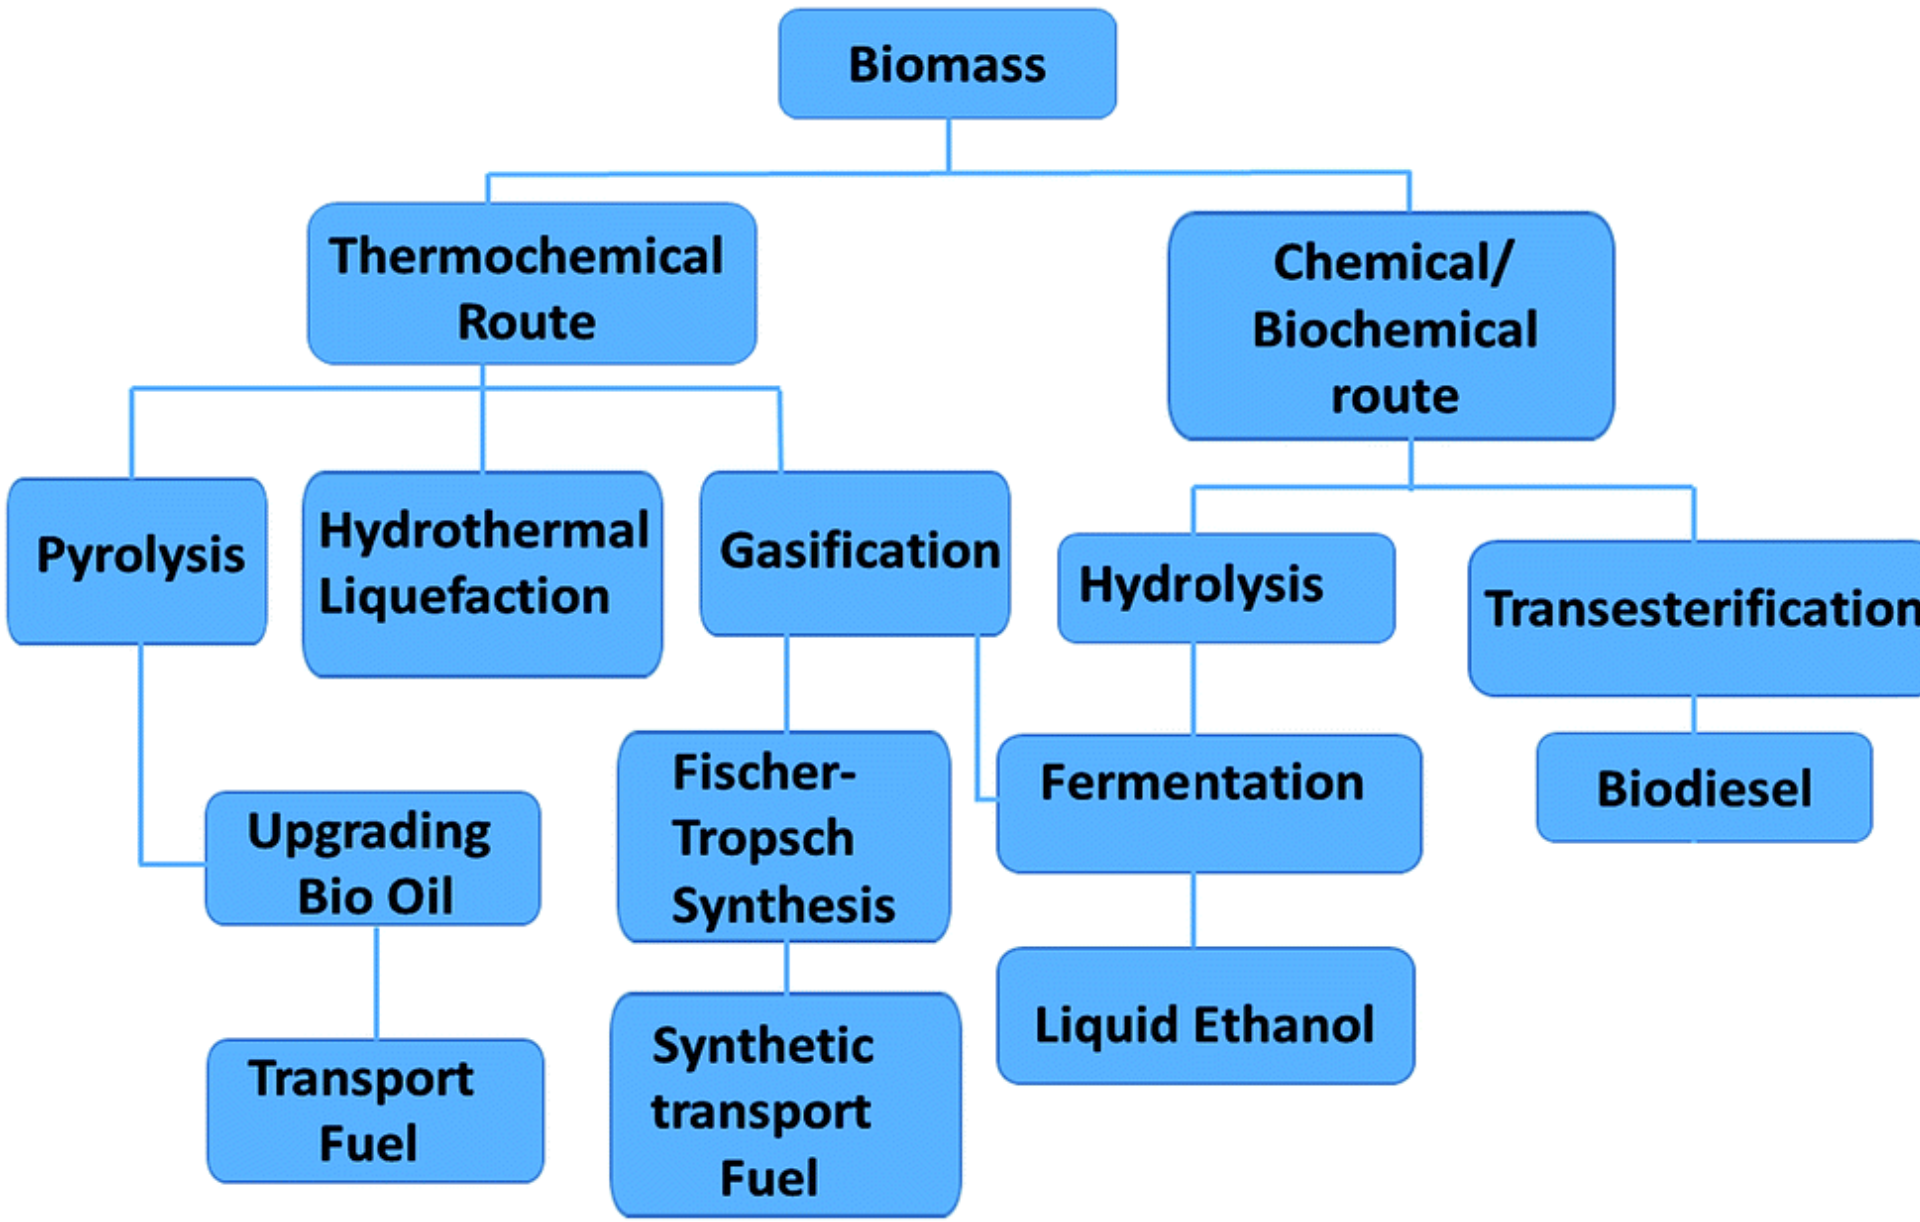 Biomass
Thermochemical
Route
Chemical/
Biochemical
route
Pyrolysis
Hydrothermal
Liquefaction
Gasification
Hydrolysis
Transesterification
Fischer-
Tropsch
Synthesis
Fermentation
Biodiesel
Upgrading
Bio Oil
Liquid Ethanol
Transport
Fuel
Synthetic
transport
Fuel